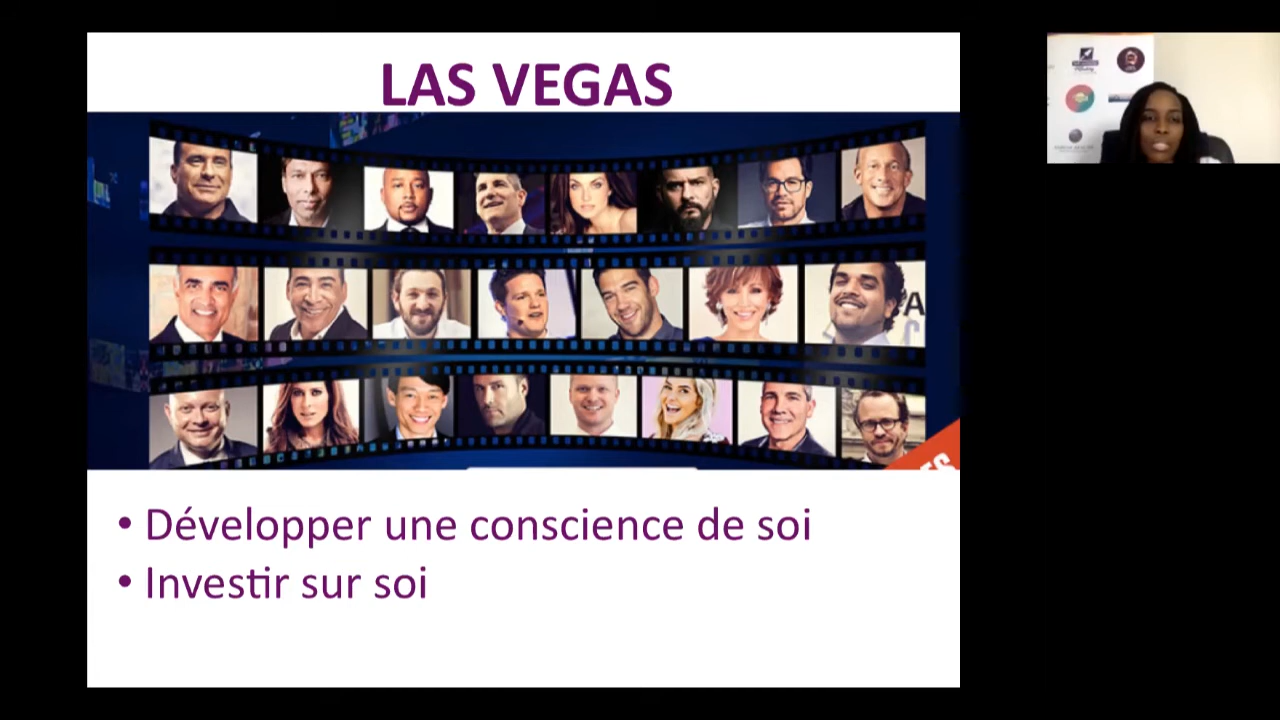 LAS VEGAS
• Développer une conscience de soi
• Investir sur soi